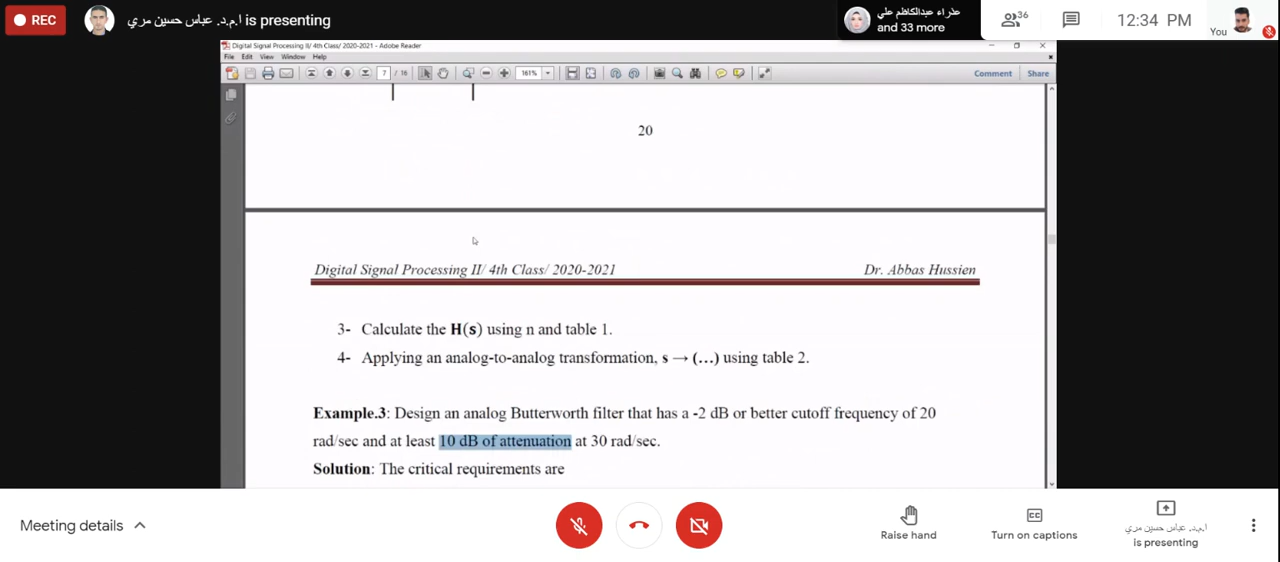 REC
ا.م.د. عباس حسين مري is presenting
عذراء عبدالكاظم علي
and 33 more
36
12:34 PM
You
Digital Signal Processing II/ 4th Class/ 2020-2021 - Adobe Reader
File Edit View Window Help
7 / 16
161%
Comment Share
20
Digital Signal Processing II/ 4th Class/ 2020-2021
Dr. Abbas Hussien
3- Calculate the H(s) using n and table 1.
4- Applying an analog-to-analog transformation, s → (…) using table 2.
Example.3: Design an analog Butterworth filter that has a -2 dB or better cutoff frequency of 20
rad/sec and at least 10 dB of attenuation at 30 rad/sec.
Solution: The critical requirements are
Meeting details
Raise hand
CC
Turn on captions
ا.م.د. عباس حسين مري
is presenting